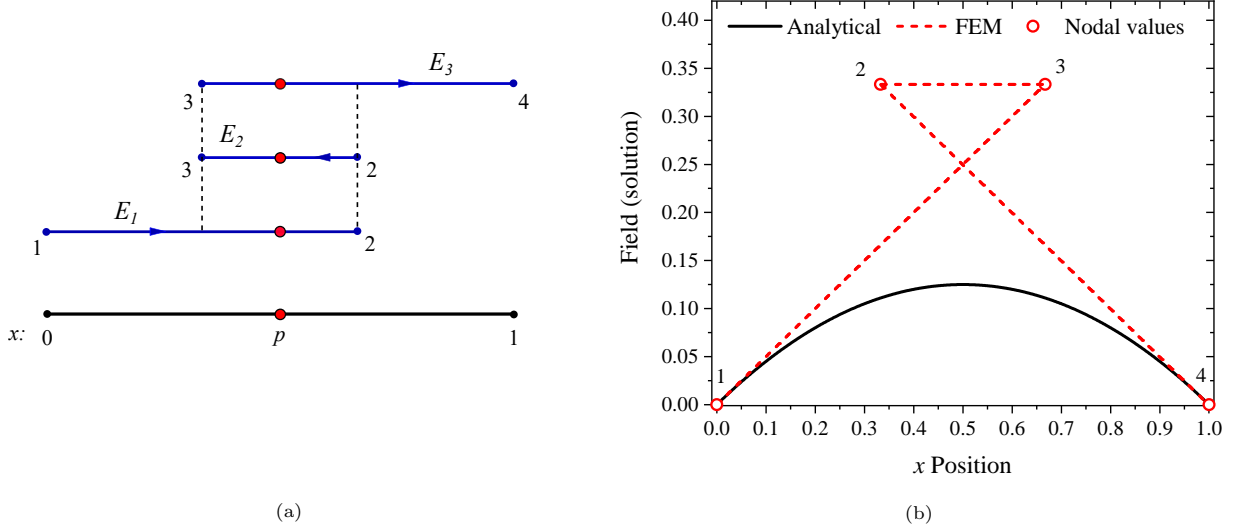 E3
3
4
E2
3
2
E1
1
2
x:
0
p
1
(a)
Analytical FEM Nodal values
0.40
0.35
0.30
0.25
0.20
0.15
0.10
0.05
0.00
Field (solution)
2
3
1
4
0.0 0.1 0.2 0.3 0.4 0.5 0.6 0.7 0.8 0.9 1.0
x Position
(b)